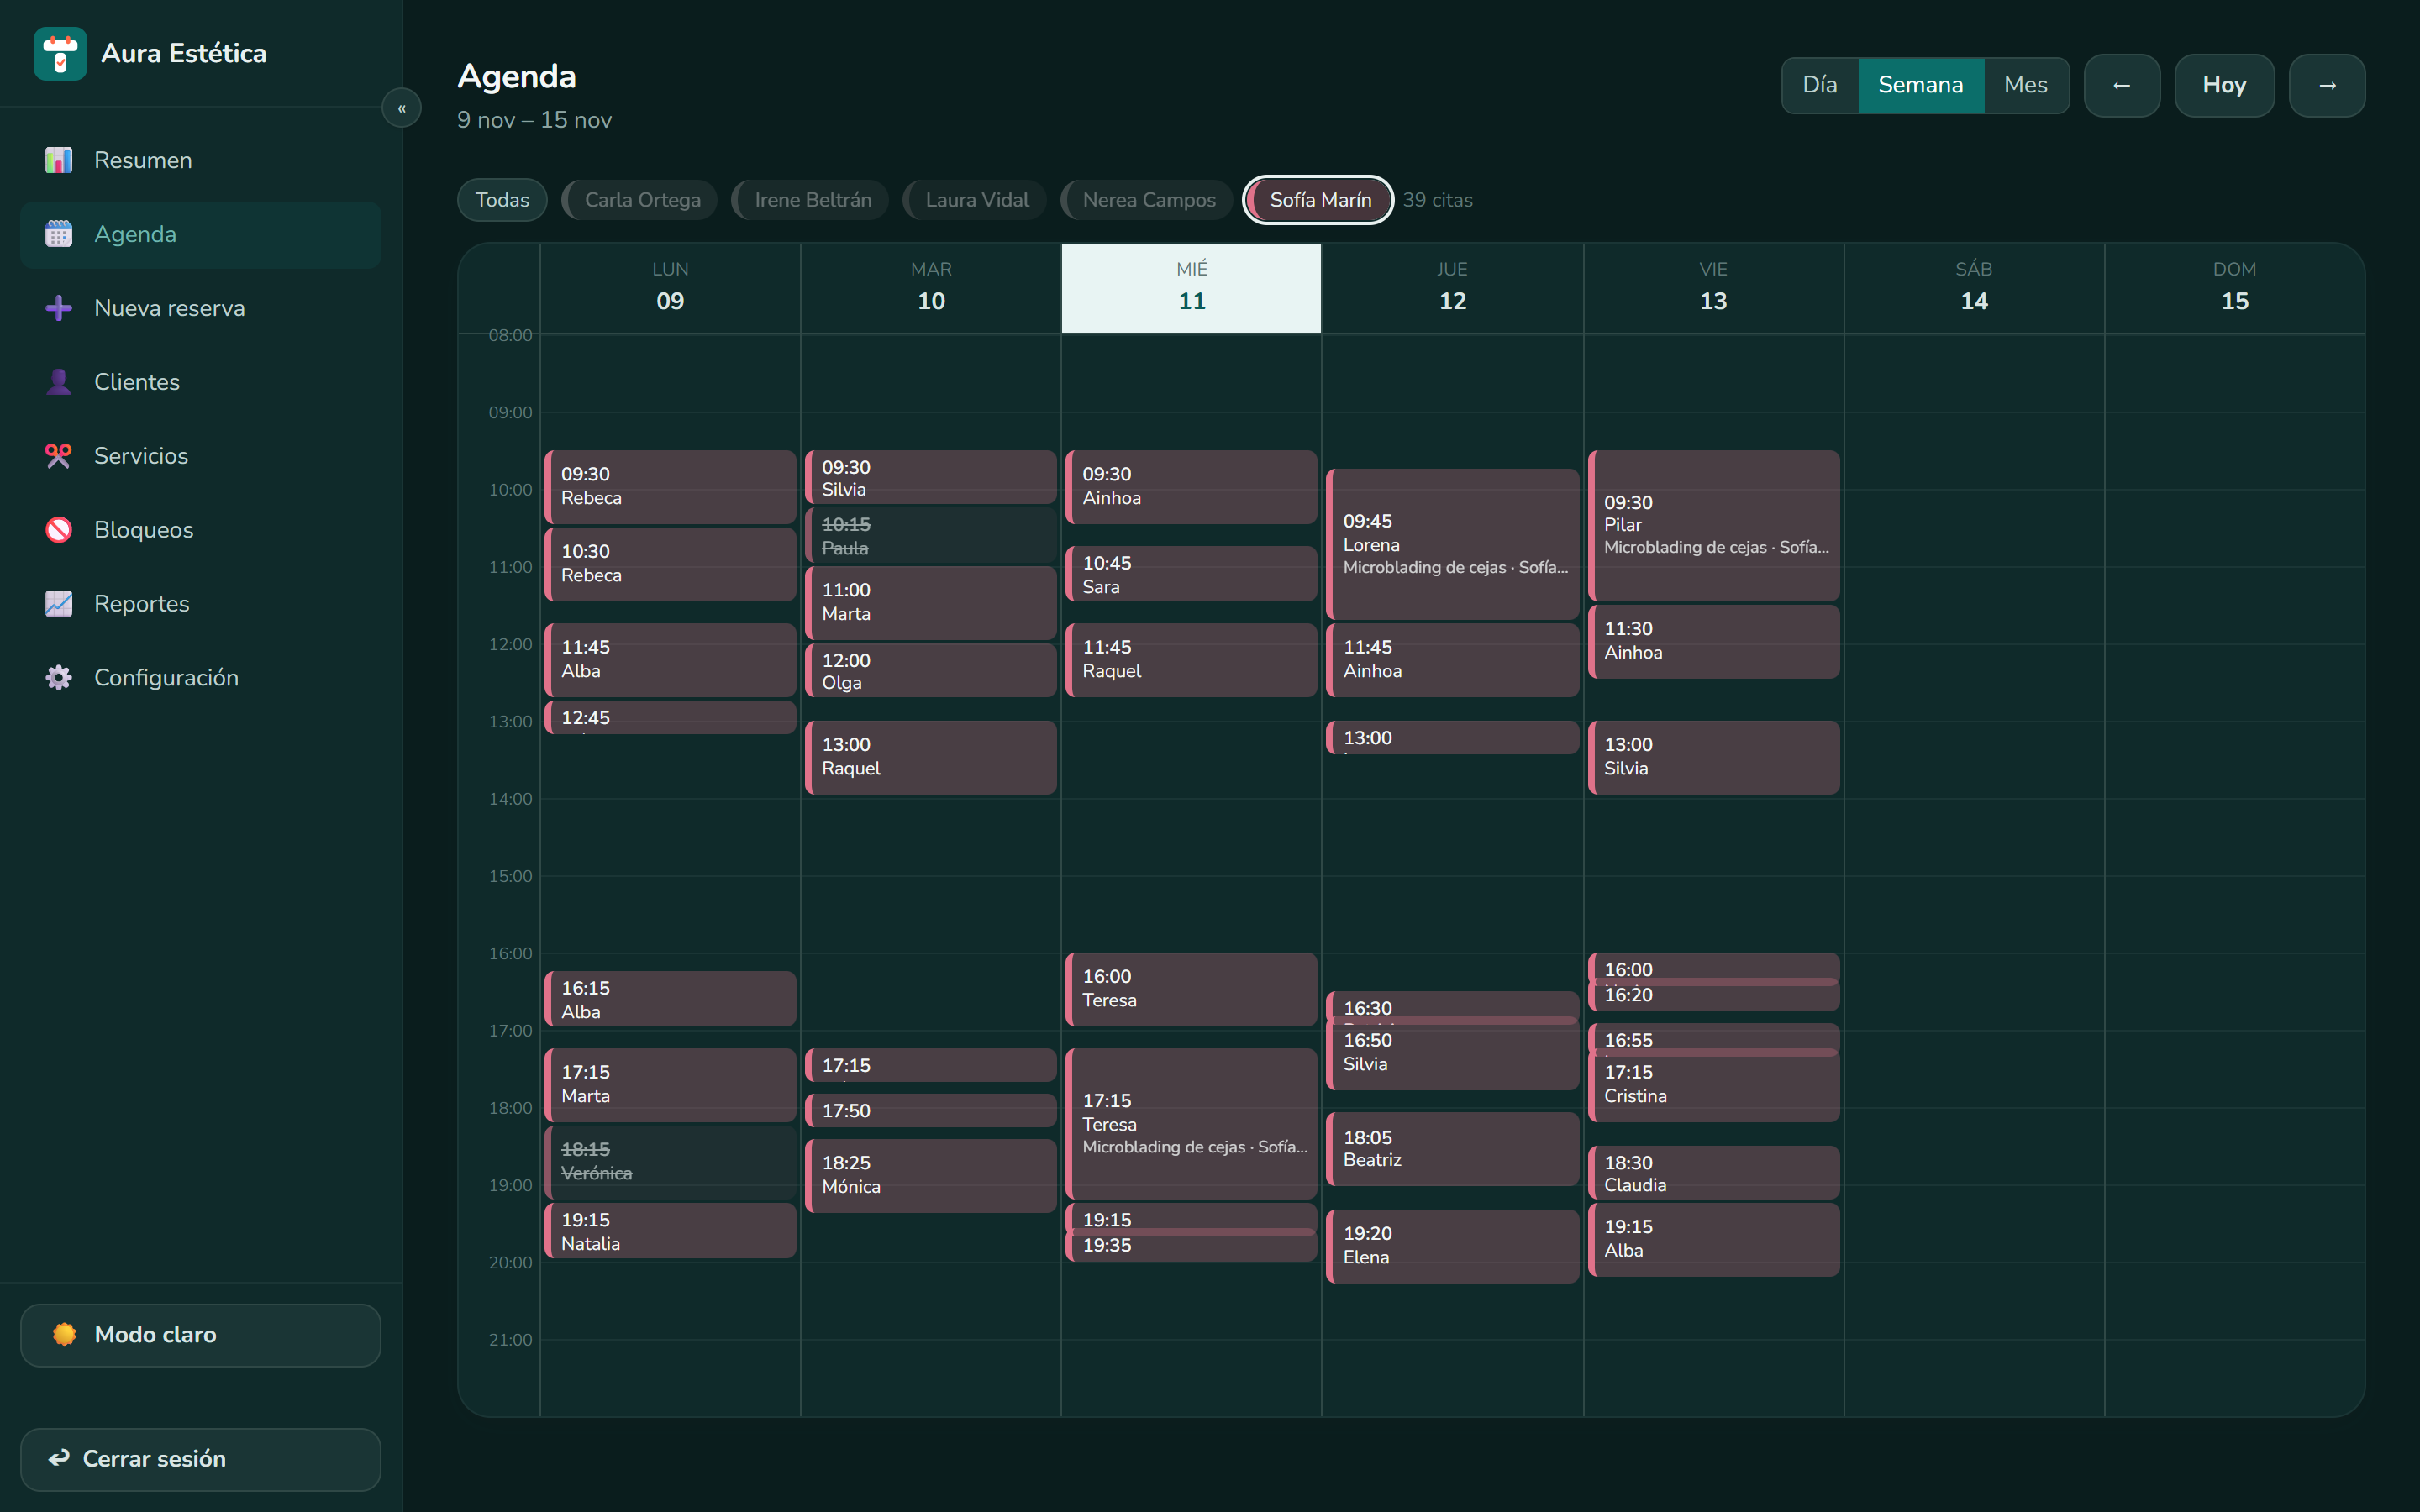 Aura Estética
«
Resumen
Agenda
Nueva reserva
Clientes
Servicios
Bloqueos
Reportes
Configuración
Modo claro
Cerrar sesión
Agenda
9 nov – 15 nov
Día
Semana
Mes
←
Hoy
→
Todas
Carla Ortega
Irene Beltrán
Laura Vidal
Nerea Campos
Sofía Marín
39 citas
LUN
09
MAR
10
MIÉ
11
JUE
12
VIE
13
SÁB
14
DOM
15
08:00
09:00
10:00
11:00
12:00
13:00
14:00
15:00
16:00
17:00
18:00
19:00
20:00
21:00
09:30
Rebeca
10:30
Rebeca
11:45
Alba
12:45
16:15
Alba
17:15
Marta
18:15
Verónica
19:15
Natalia
09:30
Silvia
10:15
Paula
11:00
Marta
12:00
Olga
13:00
Raquel
17:15
17:50
18:25
Mónica
09:30
Ainhoa
10:45
Sara
11:45
Raquel
16:00
Teresa
17:15
Teresa
Microblading de cejas · Sofía...
19:15
19:35
09:45
Lorena
Microblading de cejas · Sofía...
11:45
Ainhoa
13:00
16:30
16:50
Silvia
18:05
Beatriz
19:20
Elena
09:30
Pilar
Microblading de cejas · Sofía...
11:30
Ainhoa
13:00
Silvia
16:00
16:20
16:55
17:15
Cristina
18:30
Claudia
19:15
Alba